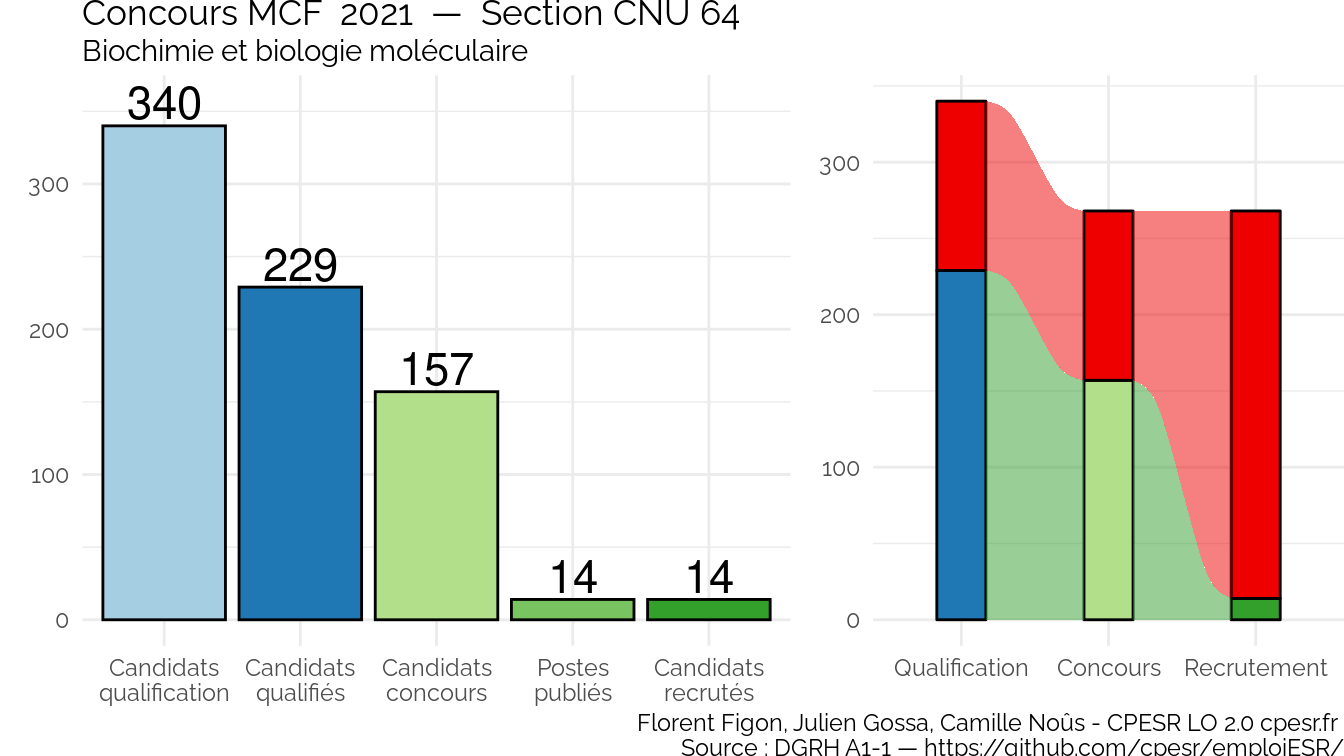 Concours MCF 2021 — Section CNU 64
Biochimie et biologie moléculaire
340
229
157
14
14
300
200
100
0
Candidats
qualification
Candidats
qualifiés
Candidats
concours
Postes
publiés
Candidats
recrutés
300
200
100
0
Qualification
Concours
Recrutement
Florent Figon, Julien Gossa, Camille Noûs - CPESR LO 2.0 cpesr.fr
Source : DGRH A1-1 — https://github.com/cpesr/emploiESR/